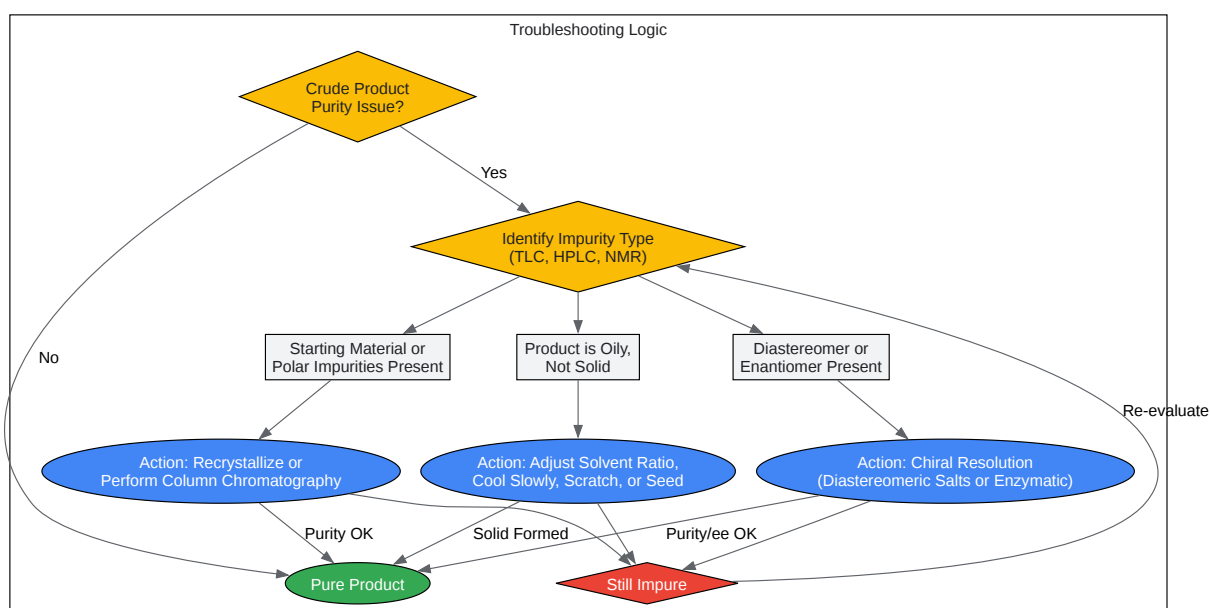 Troubleshooting Logic
Crude Product
Purity Issue?
Yes
Identify Impurity Type
(TLC, HPLC, NMR)
No
Starting Material or
Polar Impurities Present
Product is Oily,
Not Solid
Diastereomer or
Enantiomer Present
Re-evaluate
Action: Recrystallize or
Perform Column Chromatography
Action: Adjust Solvent Ratio,
Cool Slowly, Scratch, or Seed
Action: Chiral Resolution
(Diastereomeric Salts or Enzymatic)
Purity OK
Solid Formed
Purity/ee OK
Pure Product
Still Impure